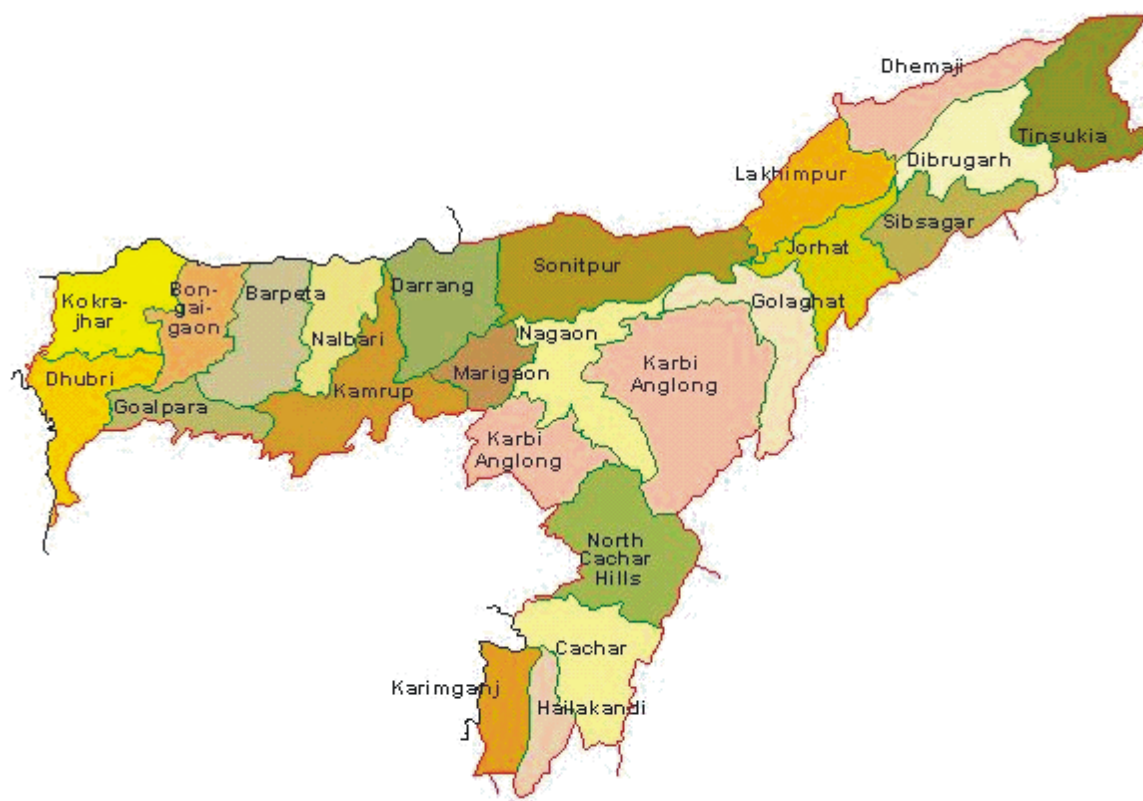 Dhemaji
Tinsukia
Dibrugarh
Lakhimpur
Sibsagar
Jorhat
Sonitpur
Darrang
Kokra-
jhar
Bon-
gai-
gaon
Barpeta
Nalbari
Golaghat
Nagaon
Dhubri
Goalpara
Kamrup
Marigaon
Karbi
Anglong
Karbi
Anglong
North
Cachar
Hills
Cachar
Karimganj
Hailakandi